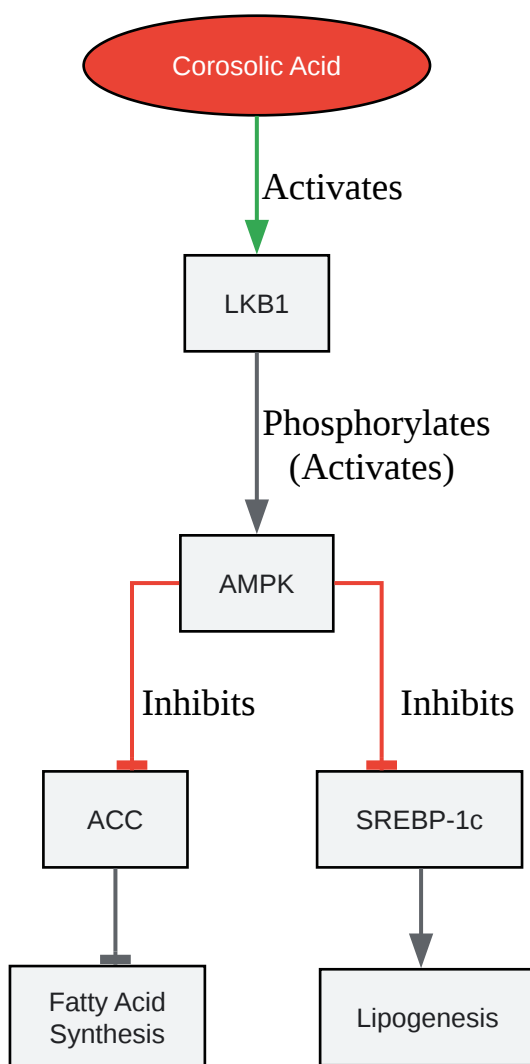 Corosolic Acid
Activates
LKB1
Phosphorylates
(Activates)
AMPK
Inhibits
Inhibits
ACC
SREBP-1c
Fatty Acid
Synthesis
Lipogenesis